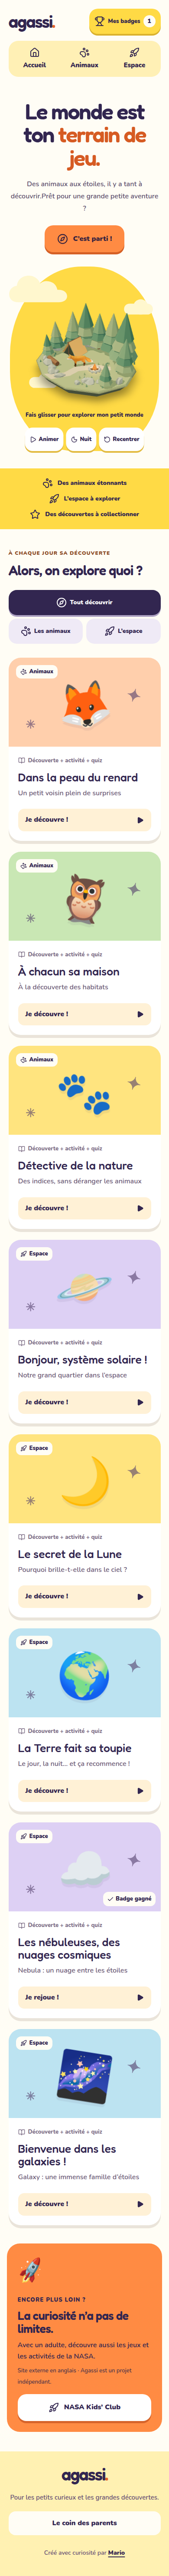 agassi.
Mes badges 1
Accueil
Animaux
Espace
Le monde est
ton terrain de
jeu.
Des animaux aux étoiles, il y a tant à
découvrir.Prêt pour une grande petite aventure
?
C'est parti !
Fais glisser pour explorer mon petit monde
Animer
Nuit
Recentrer
Des animaux étonnants
L'espace à explorer
Des découvertes à collectionner
À CHAQUE JOUR SA DÉCOUVERTE
Alors, on explore quoi ?
Tout découvrir
Les animaux
L'espace
Animaux
Découverte + activité + quiz
Dans la peau du renard
Un petit voisin plein de surprises
Je découvre !
Animaux
Découverte + activité + quiz
À chacun sa maison
À la découverte des habitats
Je découvre !
Animaux
Découverte + activité + quiz
Détective de la nature
Des indices, sans déranger les animaux
Je découvre !
Espace
Découverte + activité + quiz
Bonjour, système solaire !
Notre grand quartier dans l'espace
Je découvre !
Espace
Découverte + activité + quiz
Le secret de la Lune
Pourquoi brille-t-elle dans le ciel ?
Je découvre !
Espace
Découverte + activité + quiz
La Terre fait sa toupie
Le jour, la nuit... et ça recommence !
Je découvre !
Espace
Badge gagné
Découverte + activité + quiz
Les nébuleuses, des
nuages cosmiques
Nebula : un nuage entre les étoiles
Je rejoue !
Espace
Découverte + activité + quiz
Bienvenue dans les
galaxies !
Galaxy : une immense famille d'étoiles
Je découvre !
ENCORE PLUS LOIN ?
La curiosité n'a pas de
limites.
Avec un adulte, découvre aussi les jeux et
les activités de la NASA.
Site externe en anglais · Agassi est un projet
indépendant.
NASA Kids' Club
agassi.
Pour les petits curieux et les grandes découvertes.
Le coin des parents
Créé avec curiosité par Mario